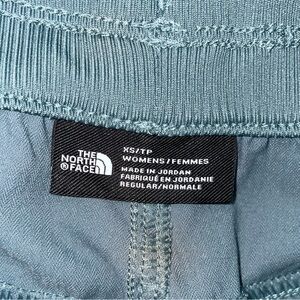 THE
NORTH
FACE
®
XS/TP
WOMENS/FEMMES
MADE IN JORDAN
FABRIQUÉ EN JORDANIE
REGULAR/NORMALE